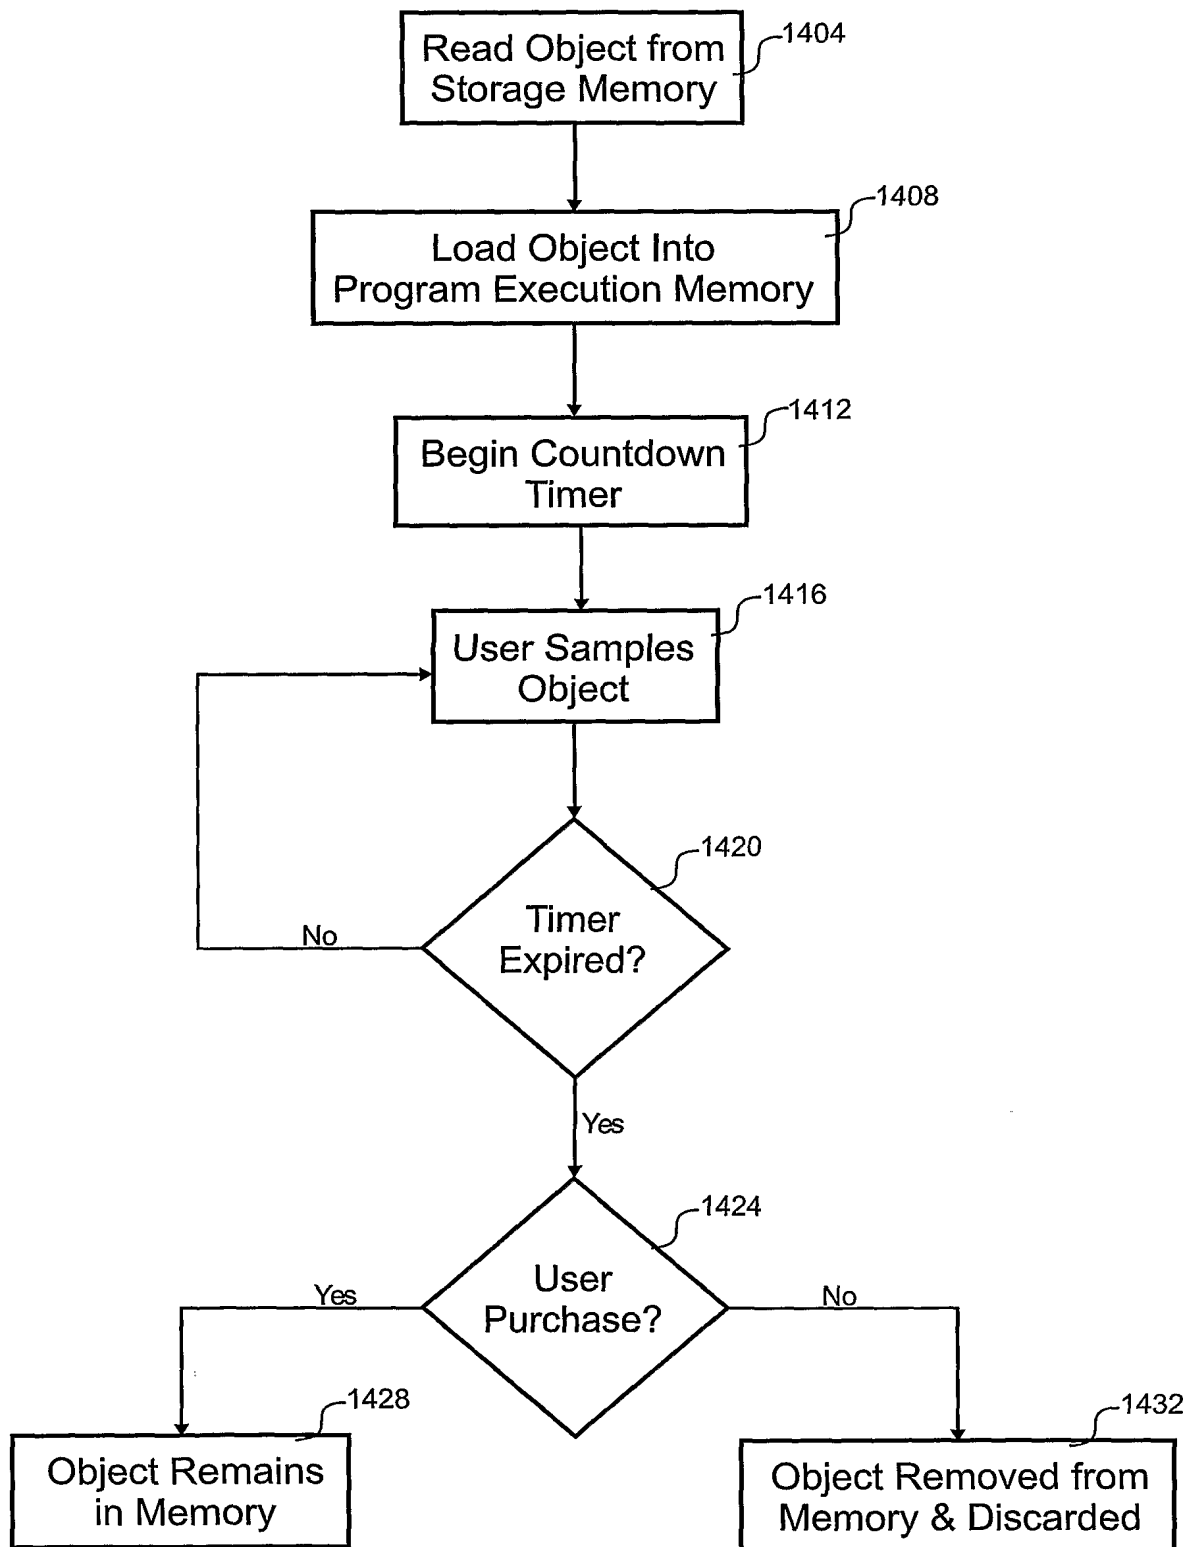 1404
Read Object from
Storage Memory
1408
Load Object Into
Program Execution Memory
1412
Begin Countdown
Timer
1416
User Samples
Object
1420
Timer
Expired?
No
Yes
1424
User
Purchase?
Yes
No
1428
Object Remains
in Memory
1432
Object Removed from
Memory & Discarded